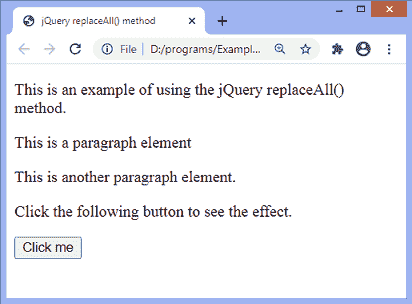 jQuery replaceAll() method
File
D:/programs/Exampl...
This is an example of using the jQuery replaceAll()
method.
This is a paragraph element
This is another paragraph element.
Click the following button to see the effect.
Click me